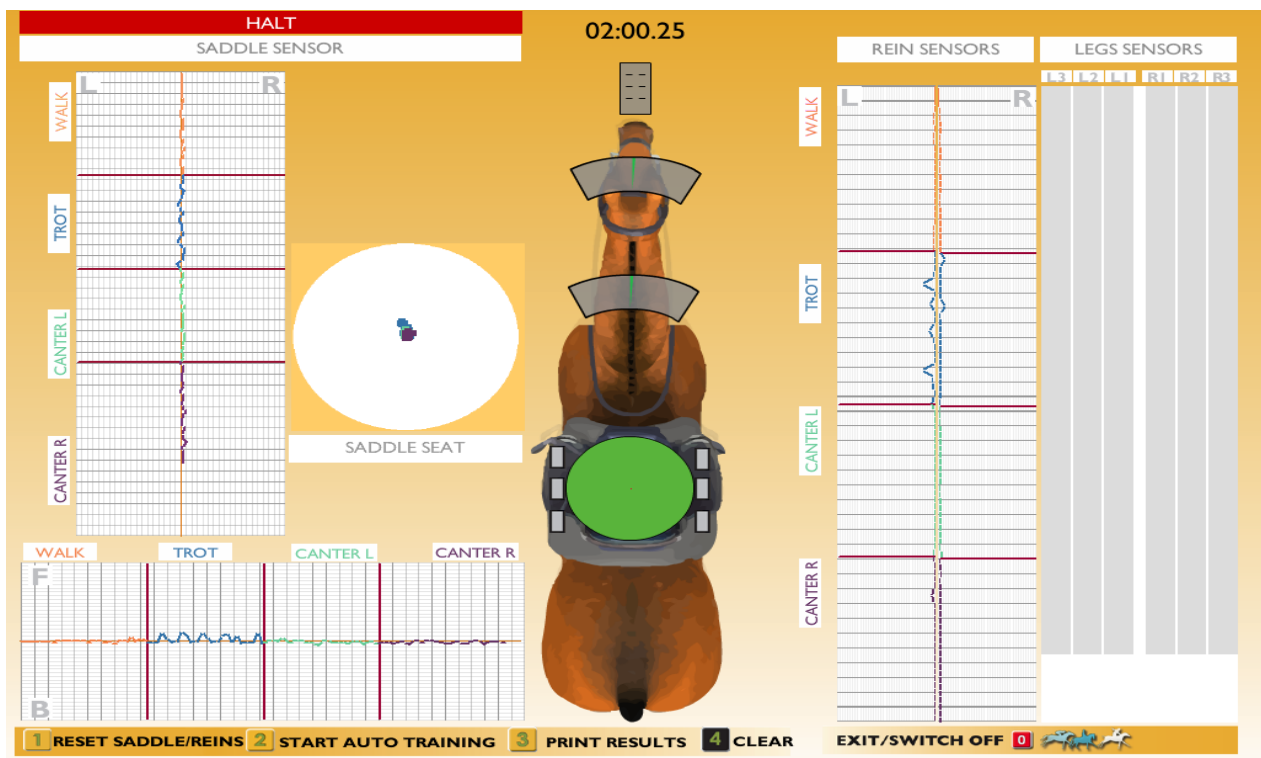 HALT
SADDLE SENSOR
02:00.25
REIN SENSORS
LEGS SENSORS
L3 L2 L1 R1 R2 R3
L R
WALK
TROT
CANTER L
CANTER R
SADDLE SEAT
L R
WALK
TROT
CANTER L
CANTER R
WALK TROT CANTER L CANTER R
F
B
1 RESET SADDLE/REINS 2 START AUTO TRAINING 3 PRINT RESULTS 4 CLEAR EXIT/SWITCH OFF 0